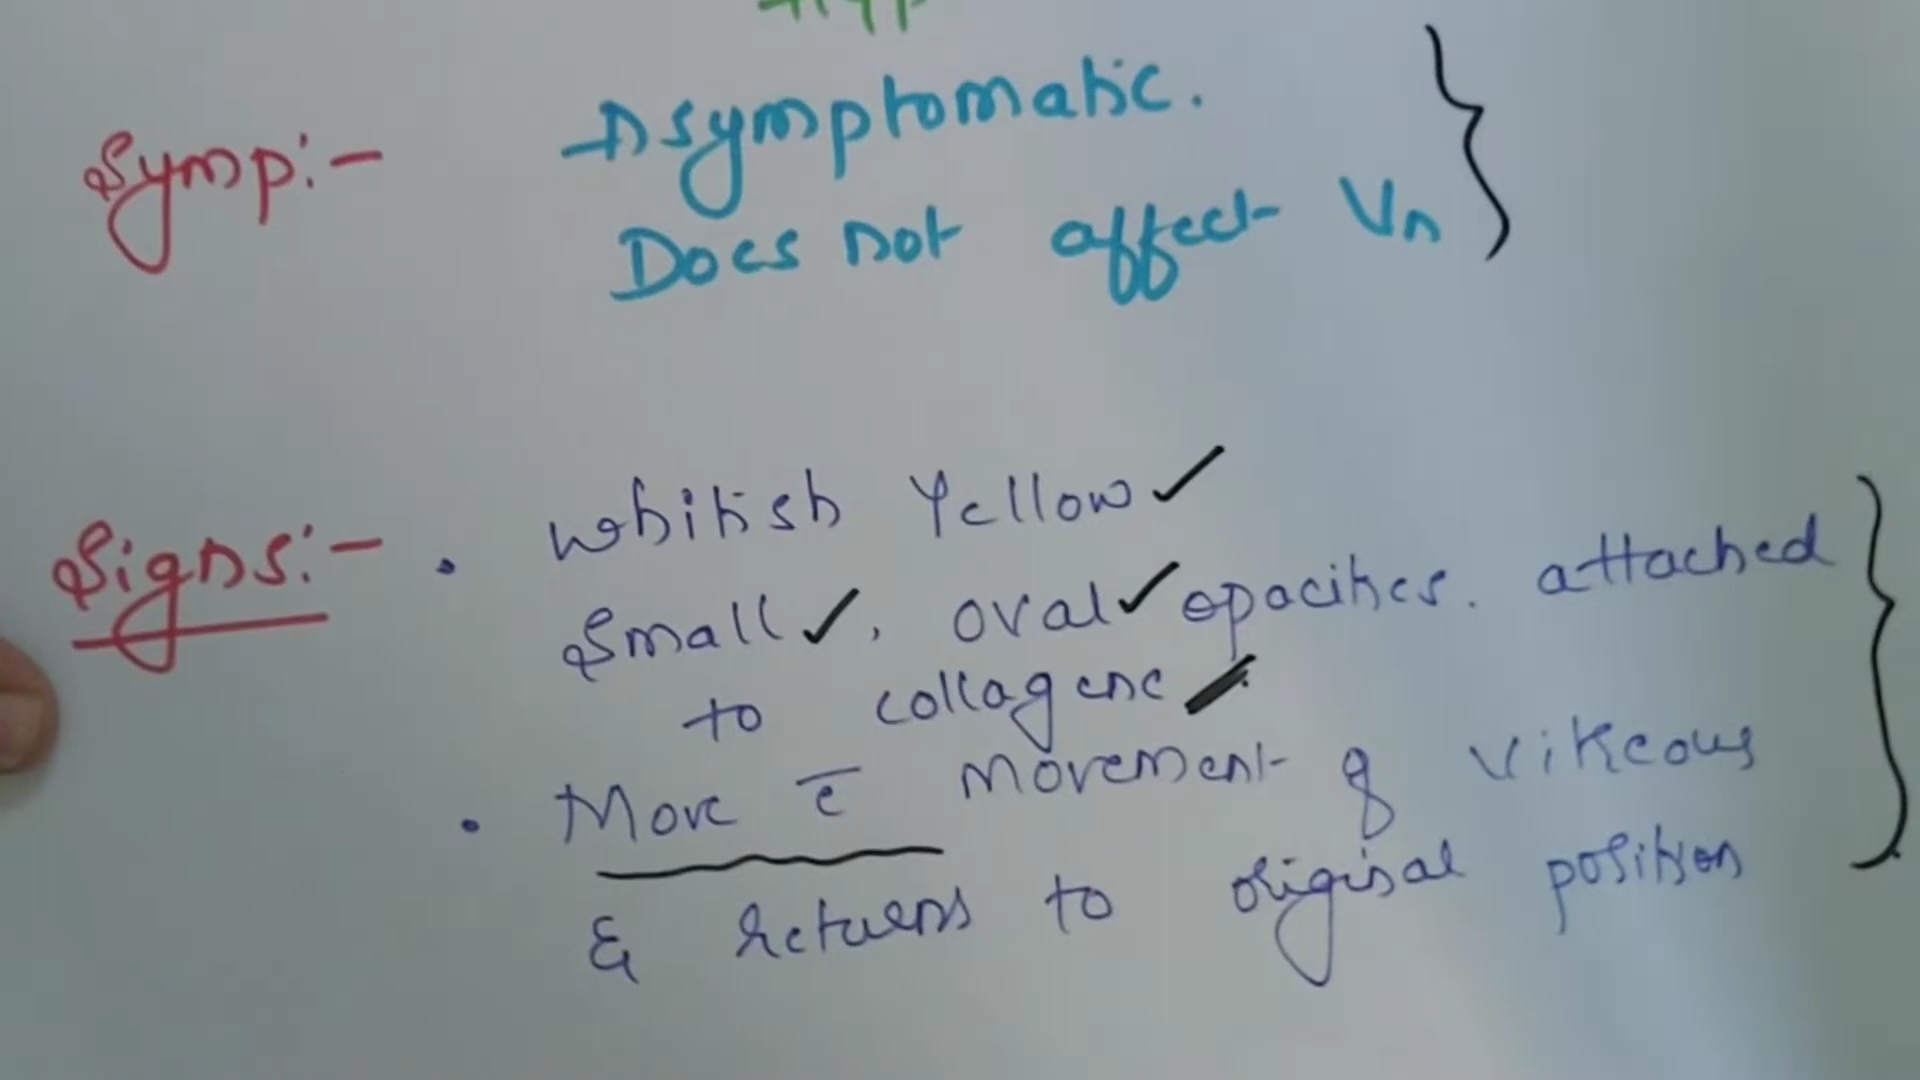 Symp:- Asymptomatic.
Does not affect Vn
Signs:- • Whitish Yellow
Small, oval opacities. attached
to collagene
• Move c̅ movement of vitreous
& returns to original position